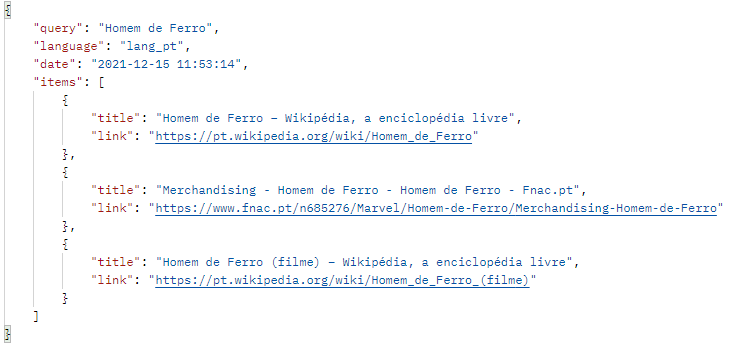 {
"query": "Homem de Ferro",
"language": "lang_pt",
"date": "2021-12-15 11:53:14",
"items": [
{
"title": "Homem de Ferro – Wikipédia, a enciclopédia livre",
"link": "https://pt.wikipedia.org/wiki/Homem_de_Ferro"
},
{
"title": "Merchandising - Homem de Ferro - Homem de Ferro - Fnac.pt",
"link": "https://www.fnac.pt/n685276/Marvel/Homem-de-Ferro/Merchandising-Homem-de-Ferro"
},
{
"title": "Homem de Ferro (filme) – Wikipédia, a enciclopédia livre",
"link": "https://pt.wikipedia.org/wiki/Homem_de_Ferro_(filme)"
}
]
}